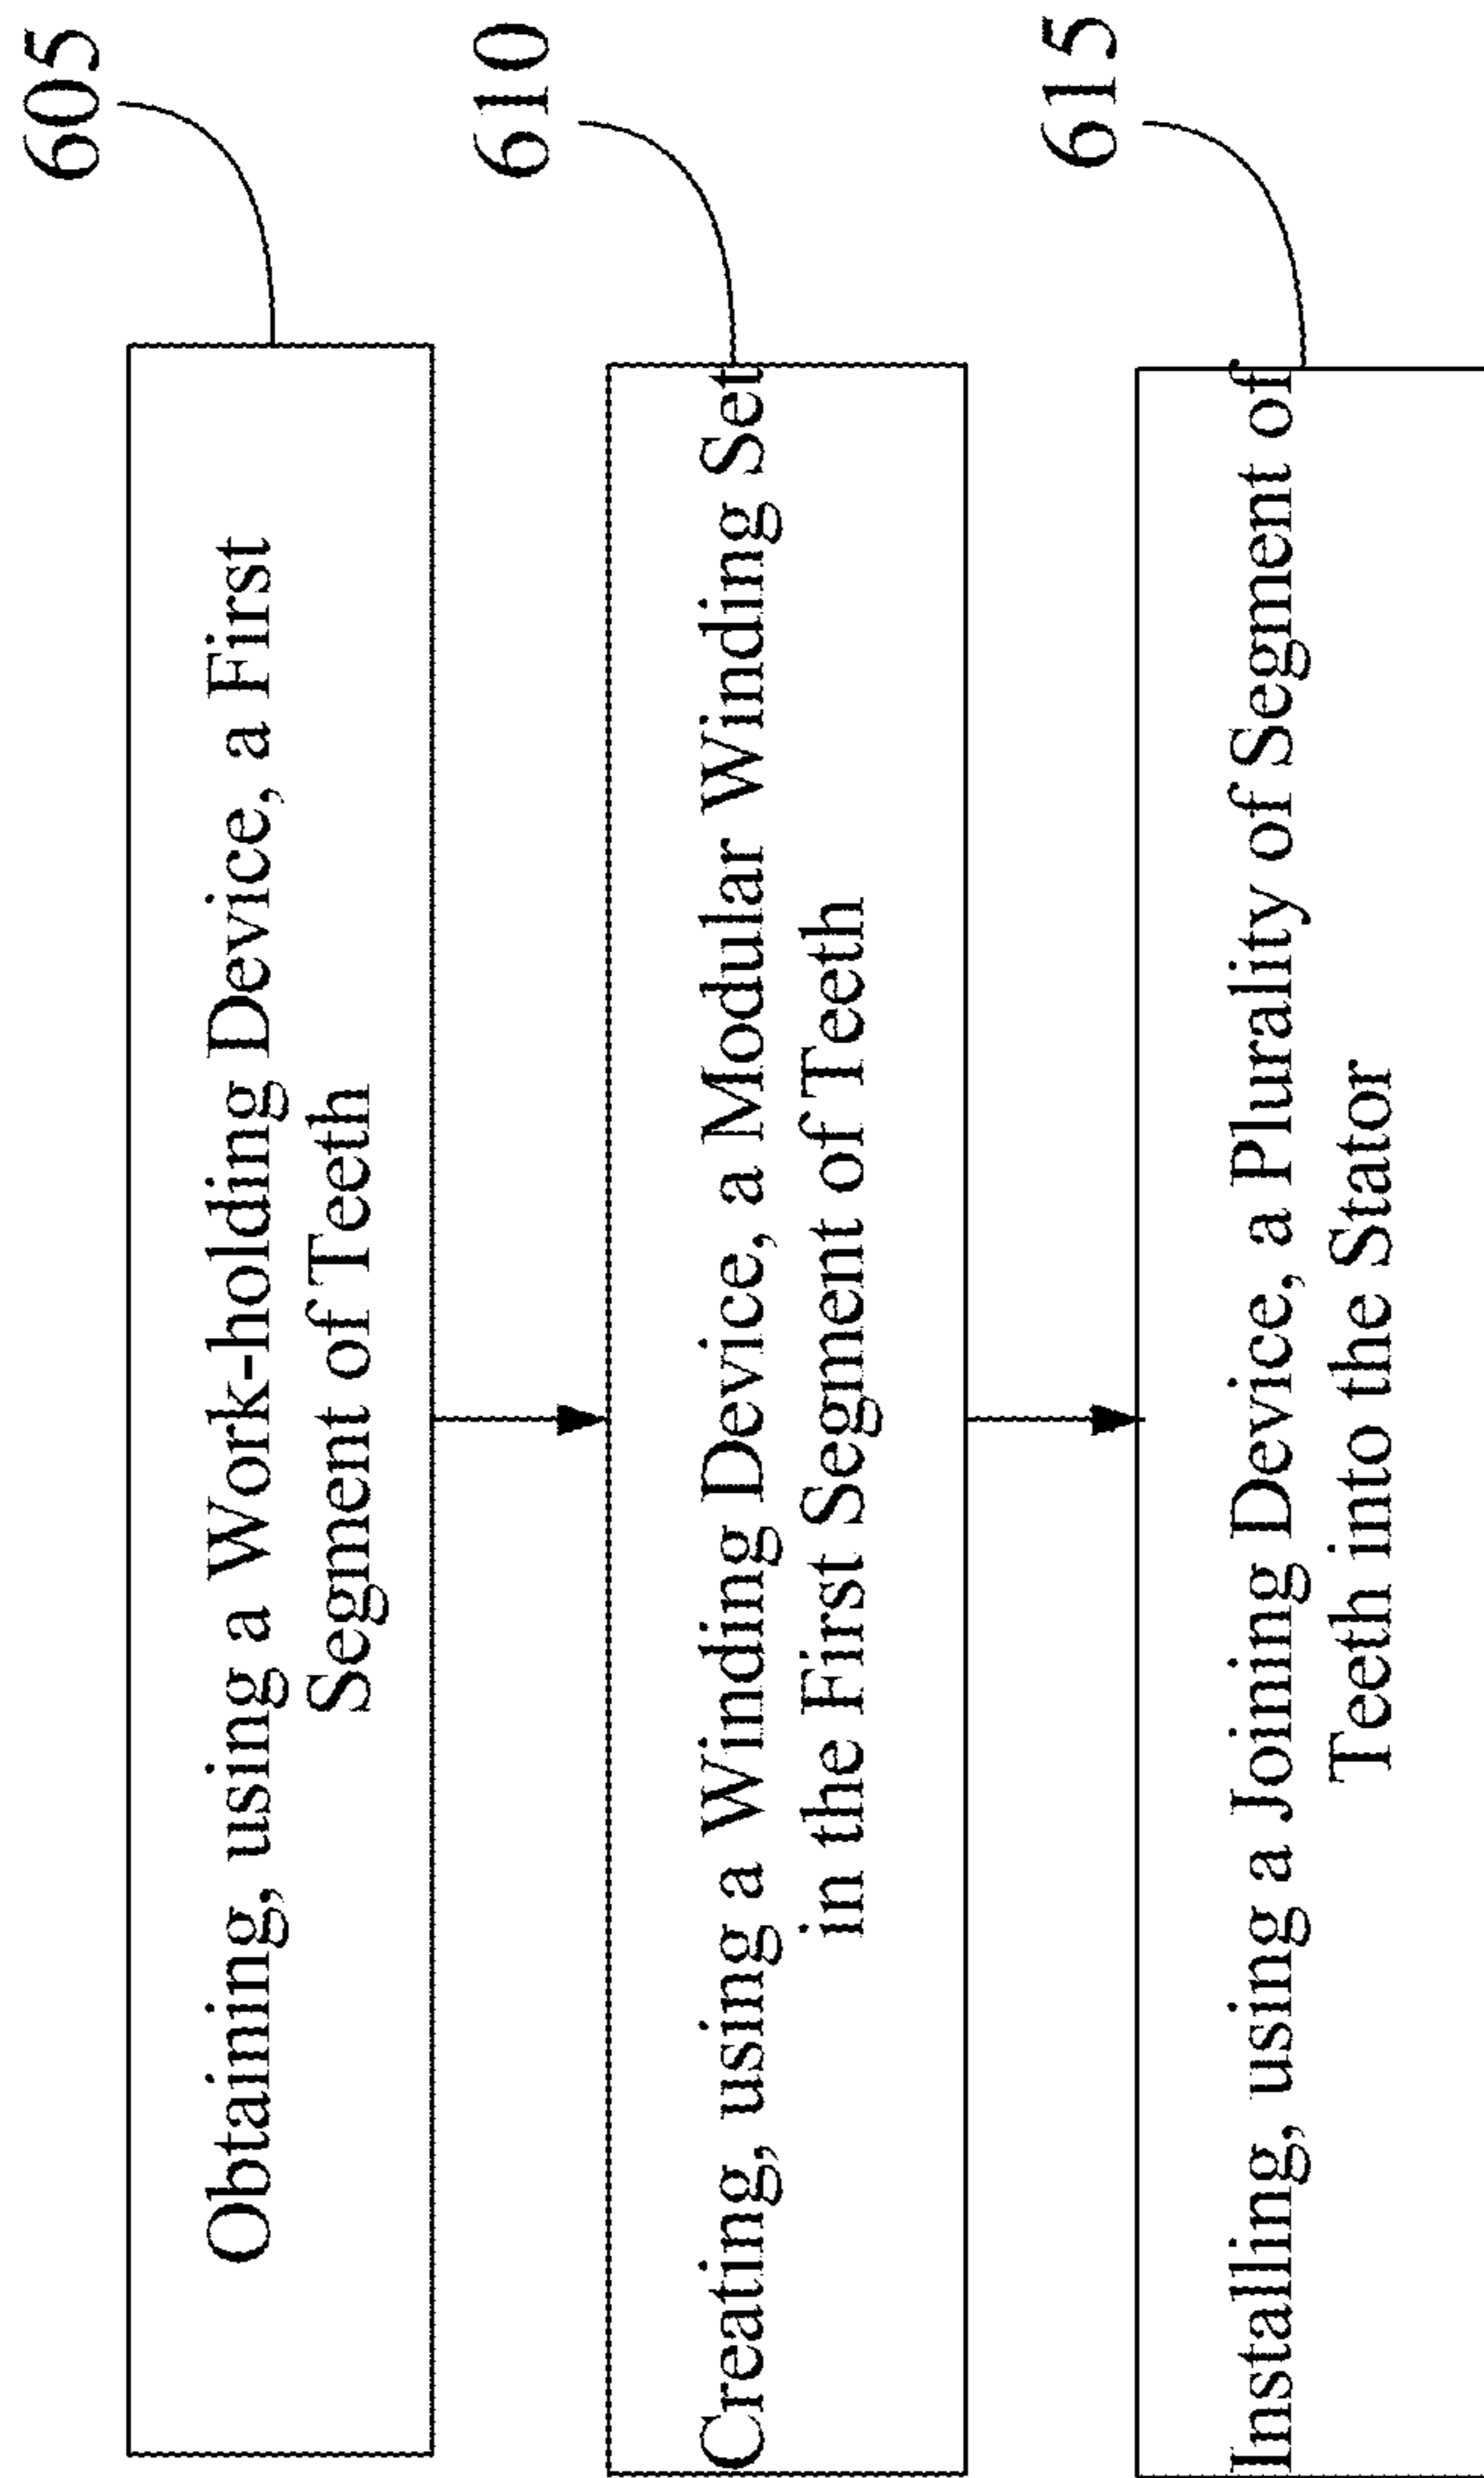 605
Obtaining, using a Work-holding Device, a First
Segment of Teeth
610
Creating, using a Winding Device, a Modular Winding Set
in the First Segment of Teeth
615
Installing, using a Joining Device, a Plurality of Segment of
Teeth into the Stator